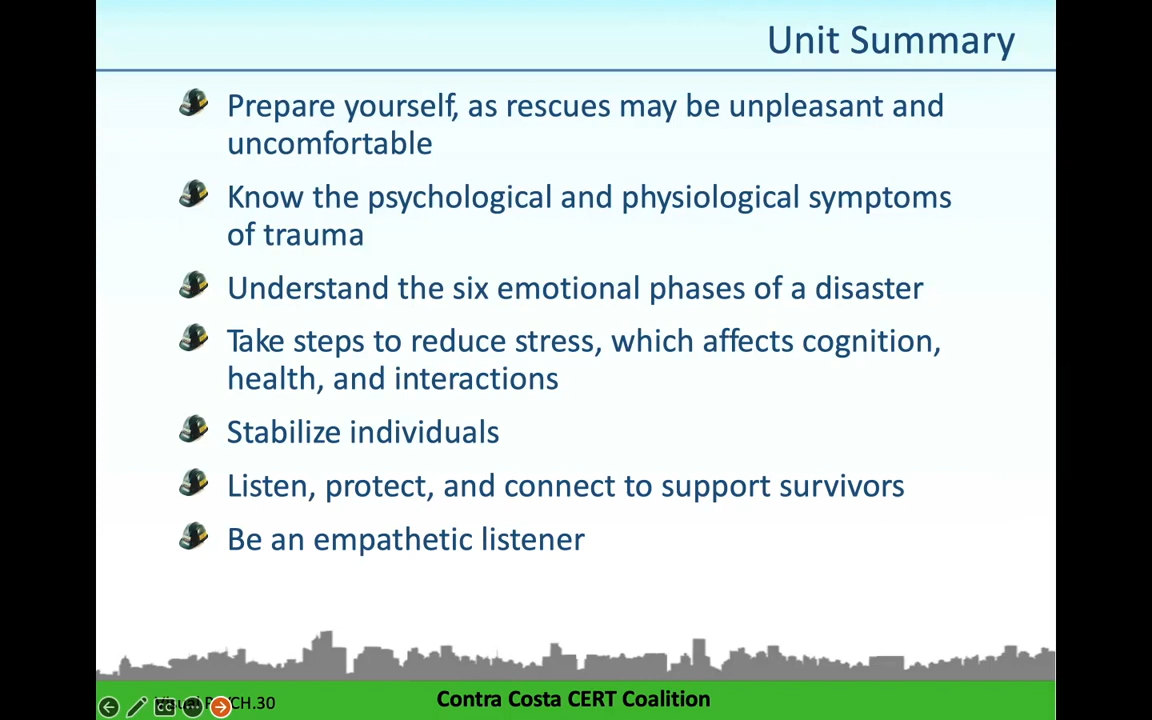 Unit Summary
Prepare yourself, as rescues may be unpleasant and
uncomfortable
Know the psychological and physiological symptoms
of trauma
Understand the six emotional phases of a disaster
Take steps to reduce stress, which affects cognition,
health, and interactions
Stabilize individuals
Listen, protect, and connect to support survivors
Be an empathetic listener
CH.30
Contra Costa CERT Coalition